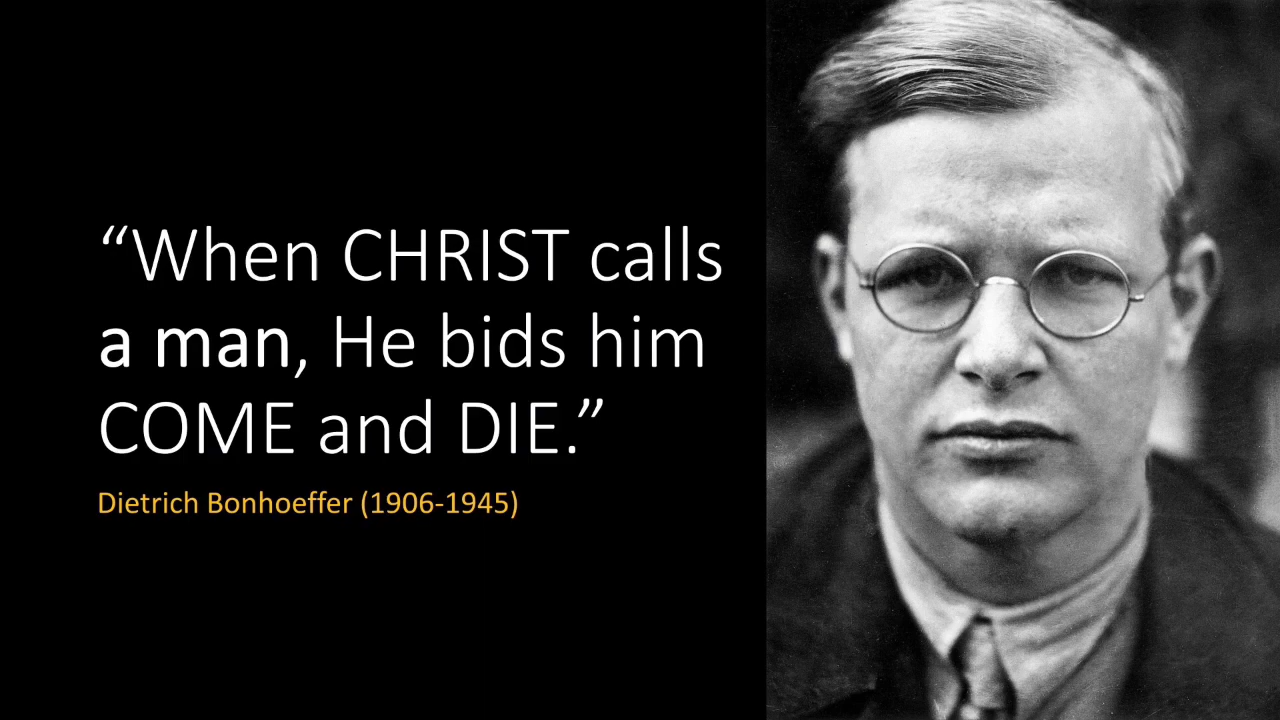 “When CHRIST calls
a man, He bids him
COME and DIE.”
Dietrich Bonhoeffer (1906-1945)